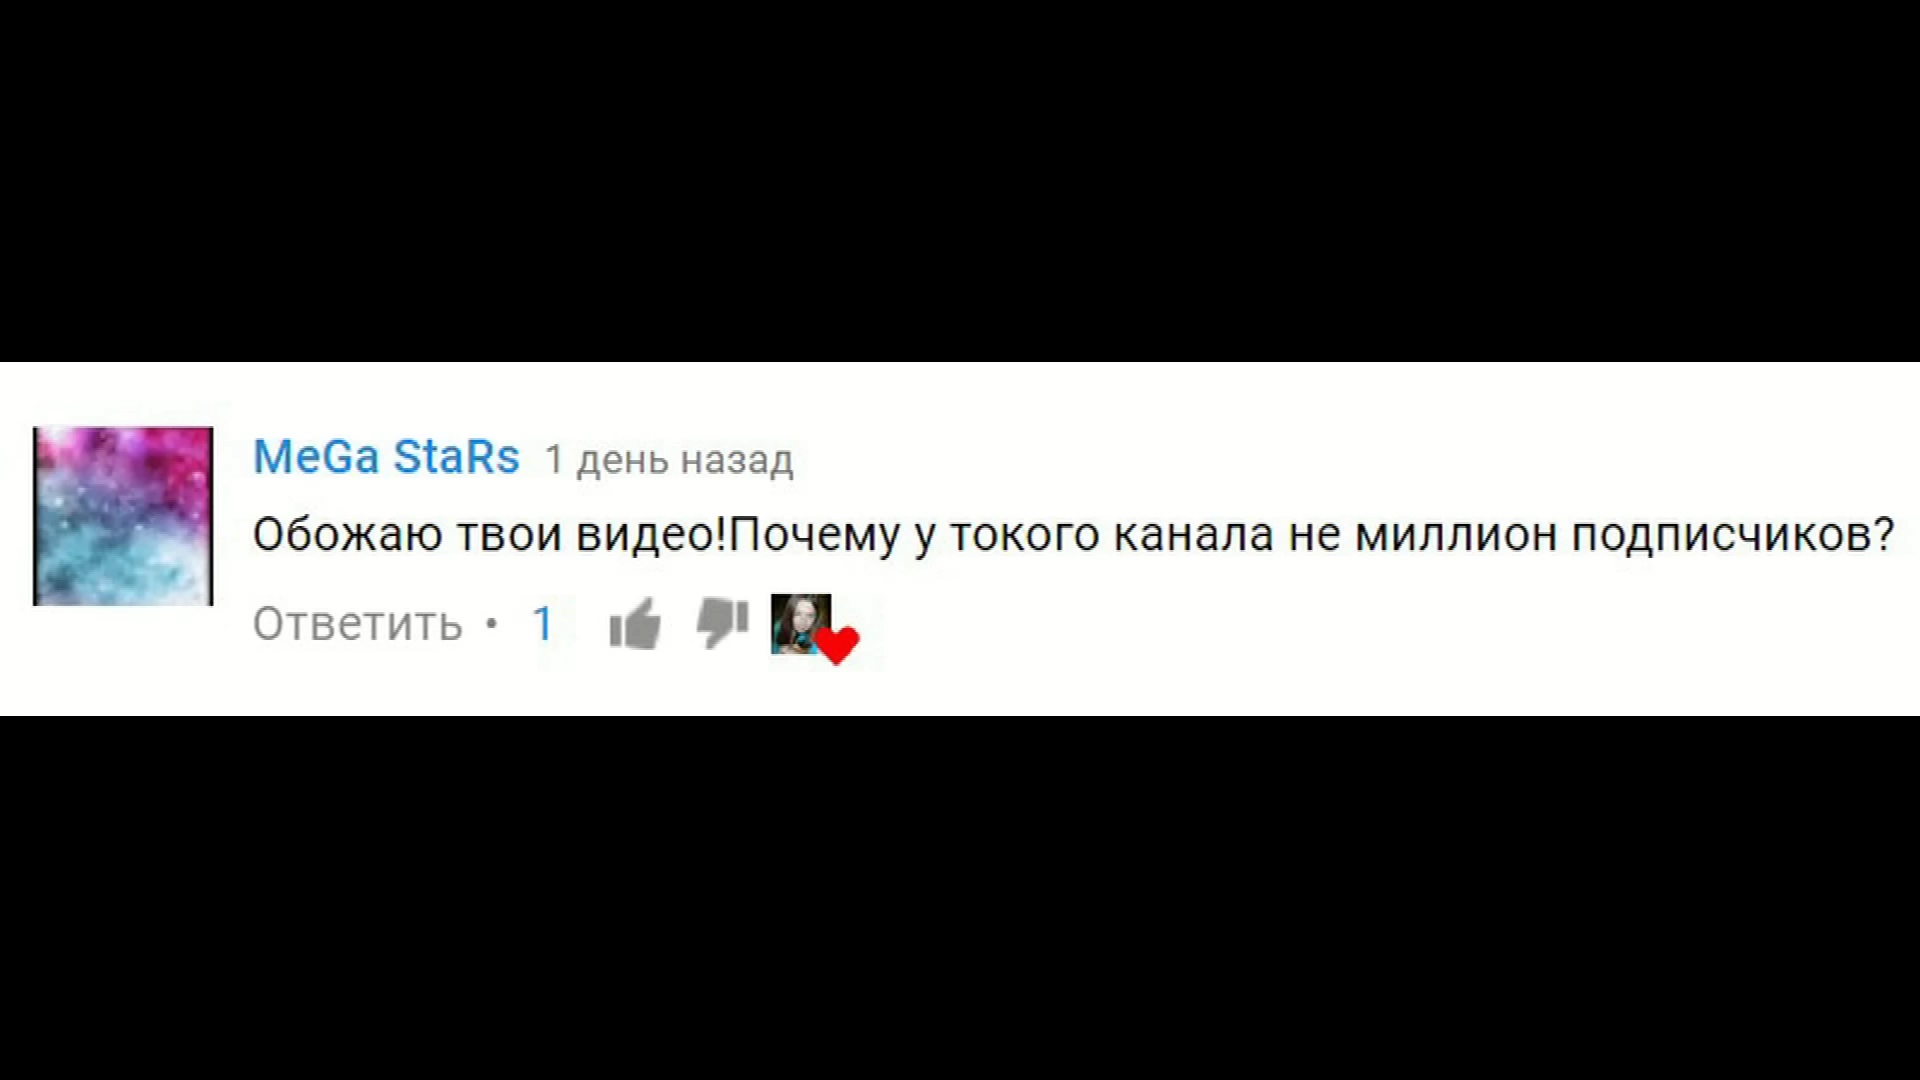 MeGa StaRs 1 день назад
Обожаю твои видео!Почему у токого канала не миллион подписчиков?
Ответить • 1